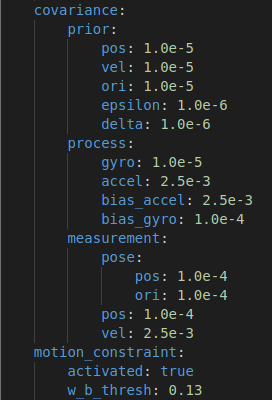 covariance:
prior:
pos: 1.0e-5
vel: 1.0e-5
ori: 1.0e-5
epsilon: 1.0e-6
delta: 1.0e-6
process:
gyro: 1.0e-5
accel: 2.5e-3
bias_accel: 2.5e-3
bias_gyro: 1.0e-4
measurement:
pose:
pos: 1.0e-4
ori: 1.0e-4
pos: 1.0e-4
vel: 2.5e-3
motion_constraint:
activated: true
w_b_thresh: 0.13